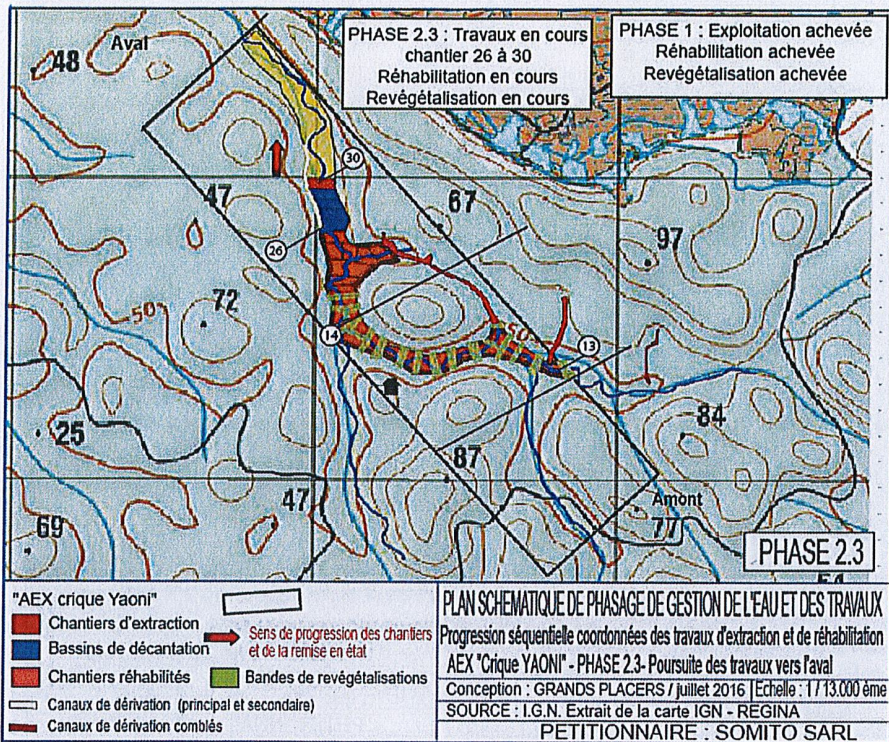 PHASE 2.3 : Travaux en cours
chantier 26 à 30
Réhabilitation en cours
Revégétalisation en cours
PHASE 1 : Exploitation achevée
Réhabilitation achevée
Revégétalisation achevée
Aval
48
30
47
67
26
97
72
50
14
50
13
25
84
87
47
Amont
77
69
PHASE 2.3
"AEX crique Yaoni"
Chantiers d'extraction
Bassins de décantation
Sens de progression des chantiers
et de la remise en état
Chantiers réhabilités
Bandes de revégétalisations
Canaux de dérivation (principal et secondaire)
Canaux de dérivation comblés
PLAN SCHEMATIQUE DE PHASAGE DE GESTION DE L'EAU ET DES TRAVAUX
Progression séquentielle coordonnées des travaux d'extraction et de réhabilitation
AEX "Crique YAONI" - PHASE 2.3- Poursuite des travaux vers l'aval
Conception : GRANDS PLACERS / juillet 2016 Echelle : 1 / 13.000 ème
SOURCE : I.G.N. Extrait de la carte IGN - REGINA
PETITIONNAIRE : SOMITO SARL